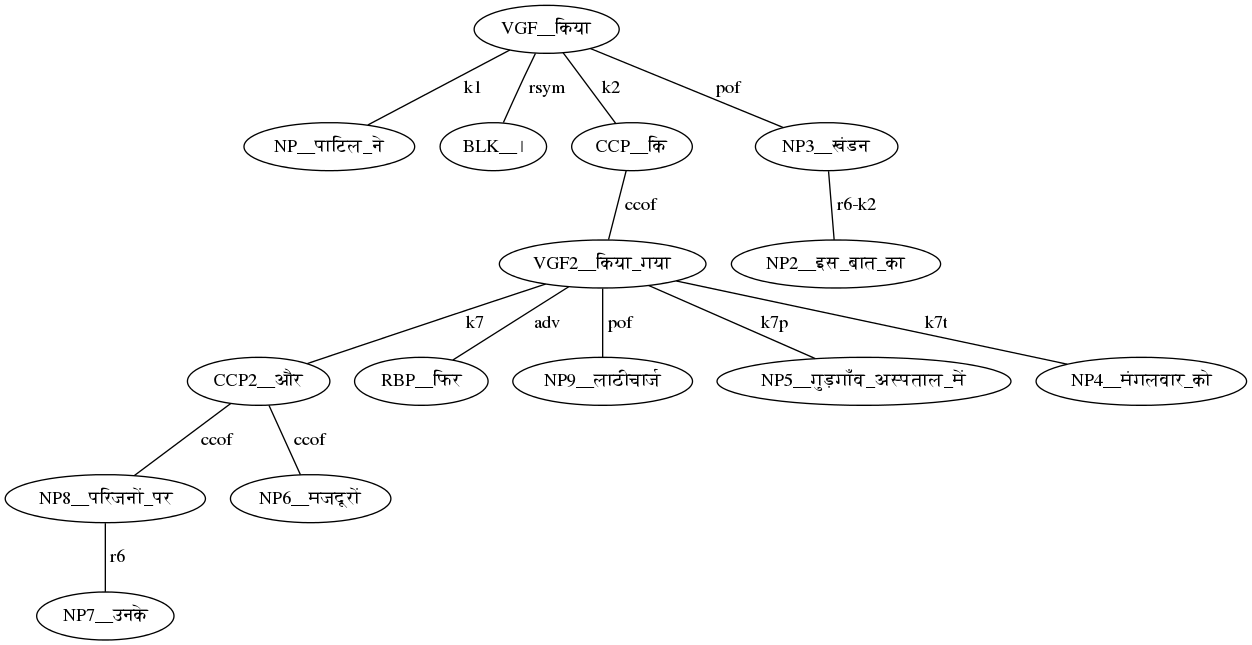 VGF__किया
k1 rsym k2 pof
NP__पाटिल_ने BLK__। CCP__कि NP3__खंडन
ccof r6-k2
VGF2__किया_गया NP2__इस_बात_का
k7 adv pof k7p k7t
CCP2__और RBP__फिर NP9__लाठीचार्ज NP5__गुड़गाँव_अस्पताल_में NP4__मंगलवार_को
ccof ccof
NP8__परिजनों_पर NP6__मजदूरों
r6
NP7__उनके